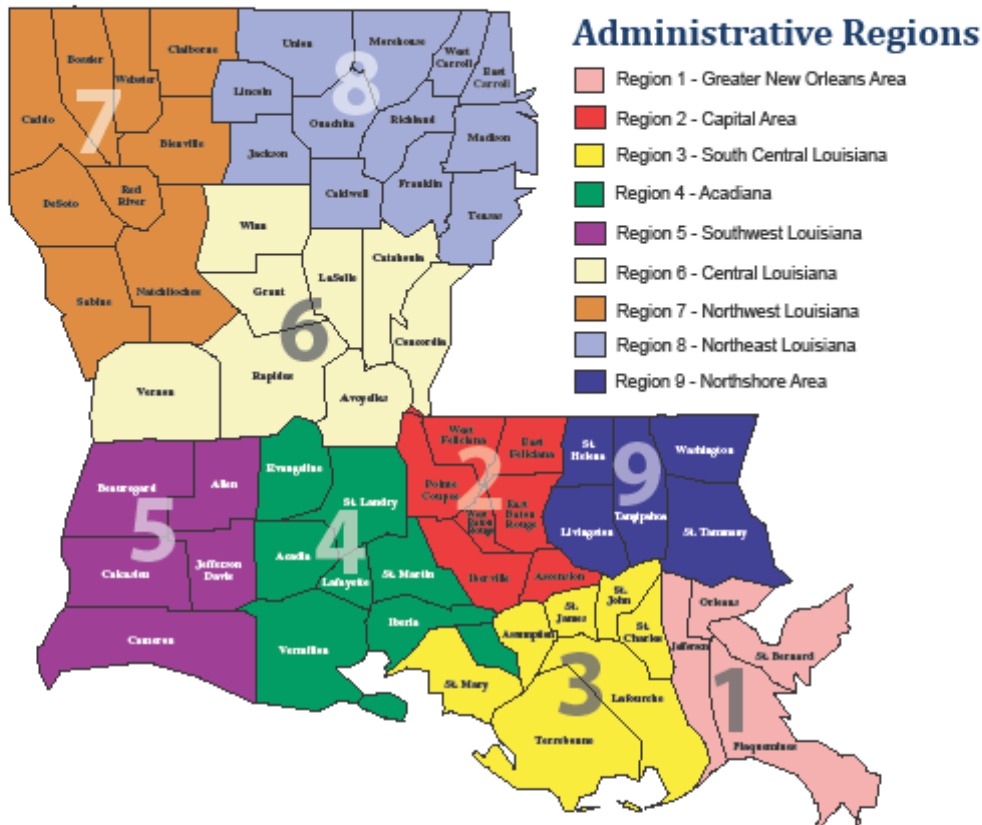 Administrative Regions
Region 1 - Greater New Orleans Area
Region 2 - Capital Area
Region 3 - South Central Louisiana
Region 4 - Acadiana
Region 5 - Southwest Louisiana
Region 6 - Central Louisiana
Region 7 - Northwest Louisiana
Region 8 - Northeast Louisiana
Region 9 - Northshore Area
7
Caddo
Bossier
Webster
Claiborne
Bienville
DeSoto
Red
River
Sabine
Natchitoches
8
Union
Morehouse
West
Carroll
East
Carroll
Lincoln
Ouachita
Richland
Madison
Jackson
Caldwell
Franklin
Tensas
6
Winn
Grant
LaSalle
Catahoula
Concordia
Vernon
Rapides
Avoyelles
5
Beauregard
Allen
Calcasieu
Jefferson
Davis
Cameron
4
Evangeline
St. Landry
Acadia
Lafayette
St. Martin
Iberia
Vermilion
2
West
Feliciana
East
Feliciana
Pointe
Coupee
West
Baton
Rouge
East
Baton
Rouge
Iberville
Ascension
9
St.
Helena
Washington
Livingston
Tangipahoa
St. Tammany
3
Assumption
St.
James
St.
John
St.
Charles
St. Mary
Lafourche
Terrebonne
1
Orleans
Jefferson
St. Bernard
Plaquemines